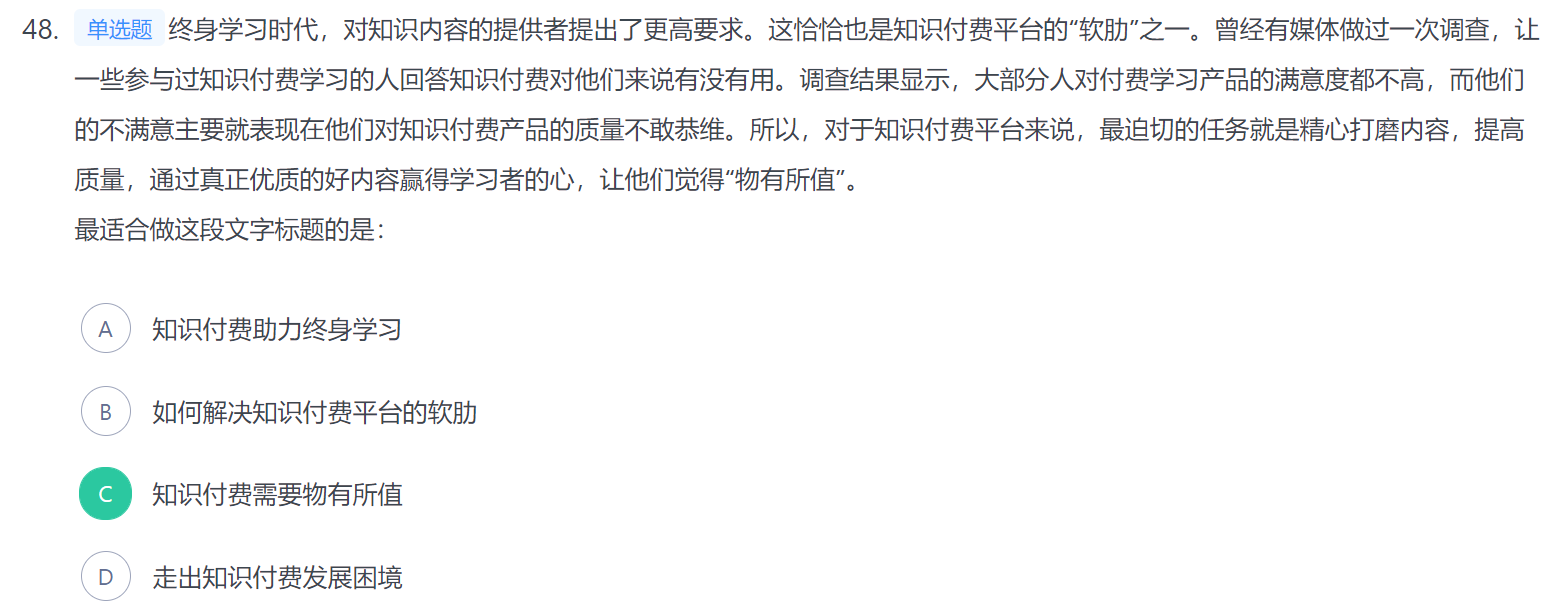 48. 单选题 终身学习时代，对知识内容的提供者提出了更高要求。这恰恰也是知识付费平台的“软肋”之一。曾经有媒体做过一次调查，让
一些参与过知识付费学习的人回答知识付费对他们来说有没有用。调查结果显示，大部分人对付费学习产品的满意度都不高，而他们
的不满意主要就表现在他们对知识付费产品的质量不敢恭维。所以，对于知识付费平台来说，最迫切的任务就是精心打磨内容，提高
质量，通过真正优质的好内容赢得学习者的心，让他们觉得“物有所值”。
最适合做这段文字标题的是：
A 知识付费助力终身学习
B 如何解决知识付费平台的软肋
C 知识付费需要物有所值
D 走出知识付费发展困境